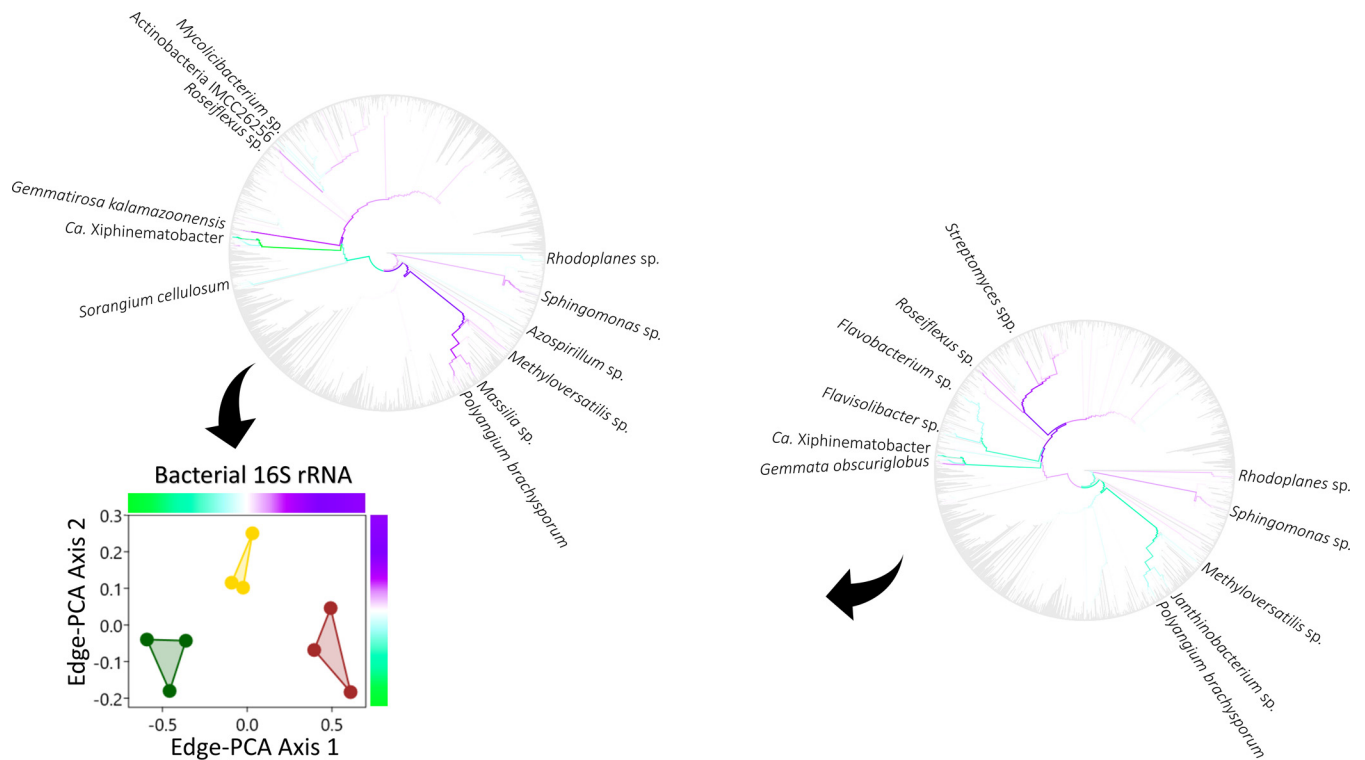 Mycolicibacterium sp.
Actinobacteria IMCC26256
Roseiflexus sp.
Gemmatirosa kalamazoonensis
Ca. Xiphinematobacter
Sorangium cellulosum
Rhodoplanes sp.
Sphingomonas sp.
Azospirillum sp.
Methyloversatilis sp.
Massilia sp.
Polyangium brachysporum
Bacterial 16S rRNA
0.3
0.2
0.1
0.0
-0.1
-0.2
Edge-PCA Axis 2
-0.5
0.0
0.5
Edge-PCA Axis 1
Streptomyces spp.
Roseiflexus sp.
Flavobacterium sp.
Flavisolibacter sp.
Ca. Xiphinematobacter
Gemmata obscuriglobus
Rhodoplanes sp.
Sphingomonas sp.
Methyloversatilis sp.
Janthinobacterium sp.
Polyangium brachysporum